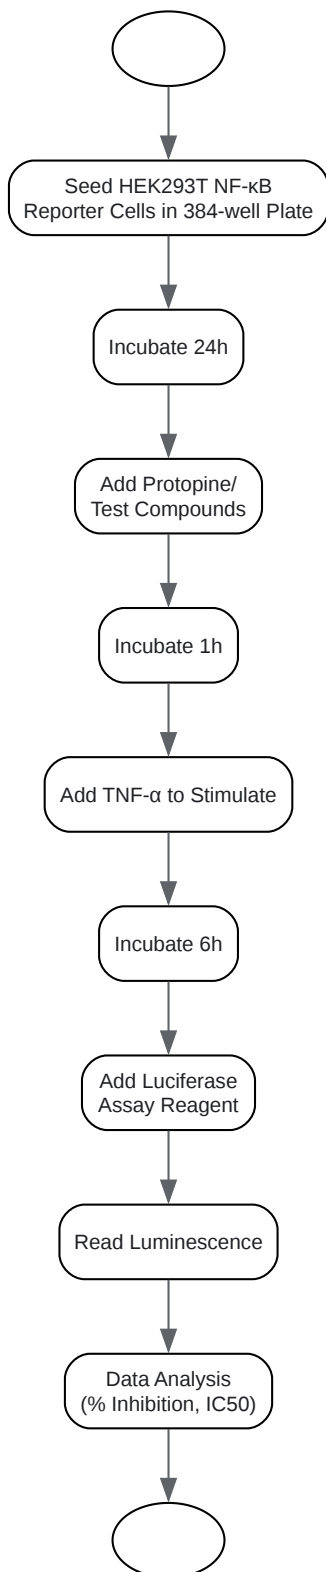 Seed HEK293T NF-κB
Reporter Cells in 384-well Plate
Incubate 24h
Add Protopine/
Test Compounds
Incubate 1h
Add TNF-α to Stimulate
Incubate 6h
Add Luciferase
Assay Reagent
Read Luminescence
Data Analysis
(% Inhibition, IC50)